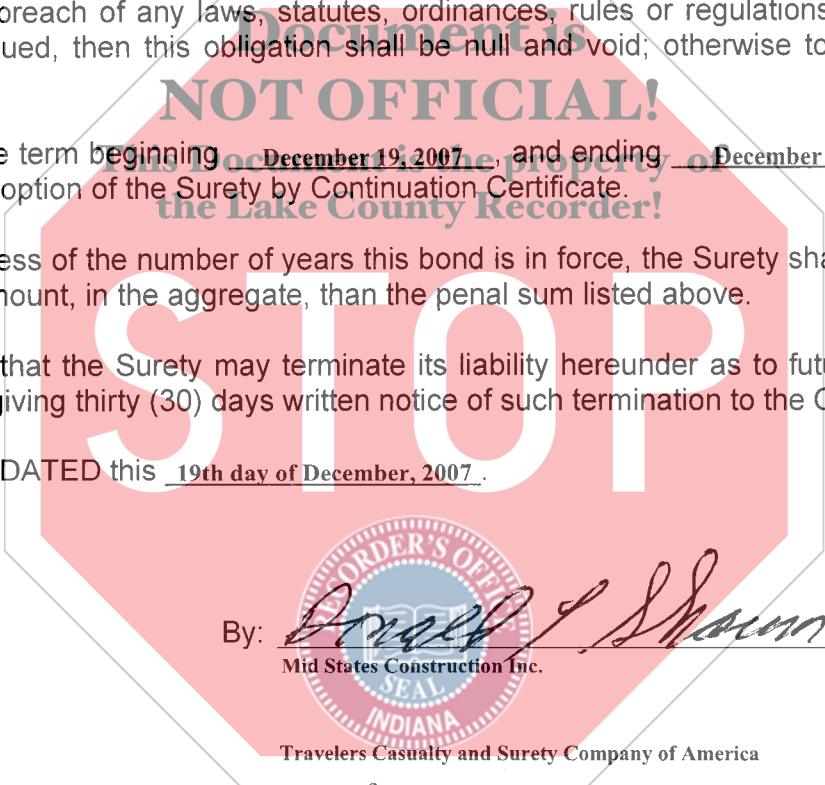 breach of any laws, statutes, ordinances, rules or regulations
Document is
ued, then this obligation shall be null and void; otherwise to
NOT OFFICIAL!
e term beginning December 19, 2007 , and ending December
This Document is the property of
option of the Surety by Continuation Certificate.
the Lake County Recorder!
ess of the number of years this bond is in force, the Surety sha
nount, in the aggregate, than the penal sum listed above.
STOP
that the Surety may terminate its liability hereunder as to futu
giving thirty (30) days written notice of such termination to the
DATED this 19th day of December, 2007 .
RECORDER'S OFFICE
By: Donald
Mid States Construction Inc.
SEAL
INDIANA
Travelers Casualty and Surety Company of America